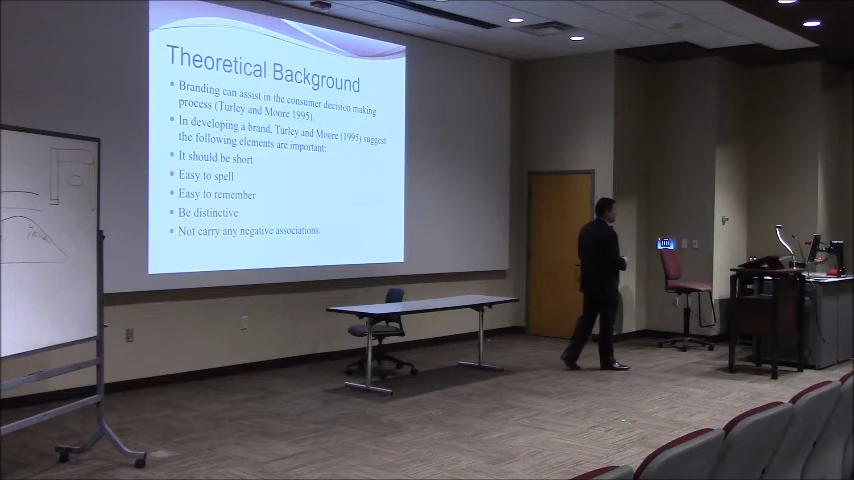 Theoretical Background
• Branding can assist in the consumer decision making
process (Turley and Moore 1995).
• In developing a brand, Turley and Moore (1995) suggest
the following elements are important:
• It should be short
• Easy to spell
• Easy to remember
• Be distinctive
• Not carry any negative associations.